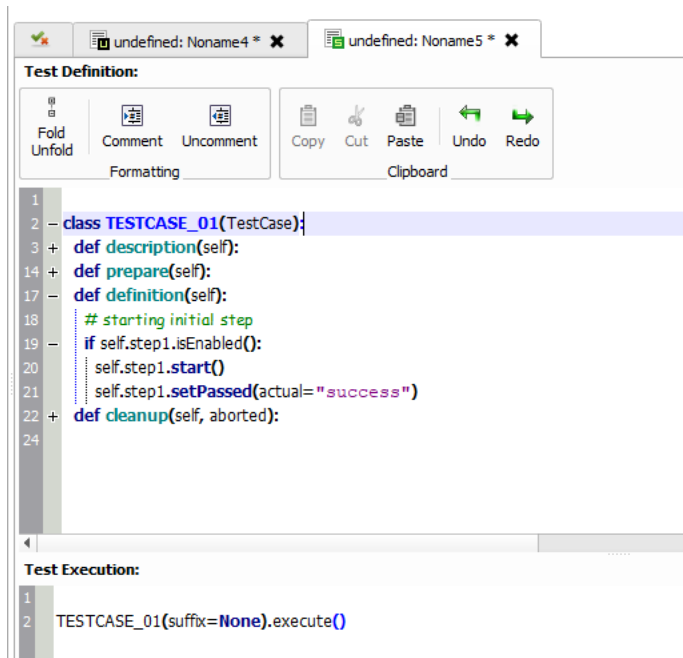 undefined: Noname4 * undefined: Noname5 *
Test Definition:
Fold Unfold Comment Uncomment Copy Cut Paste Undo Redo
Formatting Clipboard
1
2 class TESTCASE_01(TestCase):
3 def description(self):
14 def prepare(self):
17 def definition(self):
18 # starting initial step
19 if self.step1.isEnabled():
20 self.step1.start()
21 self.step1.setPassed(actual="success")
22 def cleanup(self, aborted):
24
Test Execution:
1
2 TESTCASE_01(suffix=None).execute()